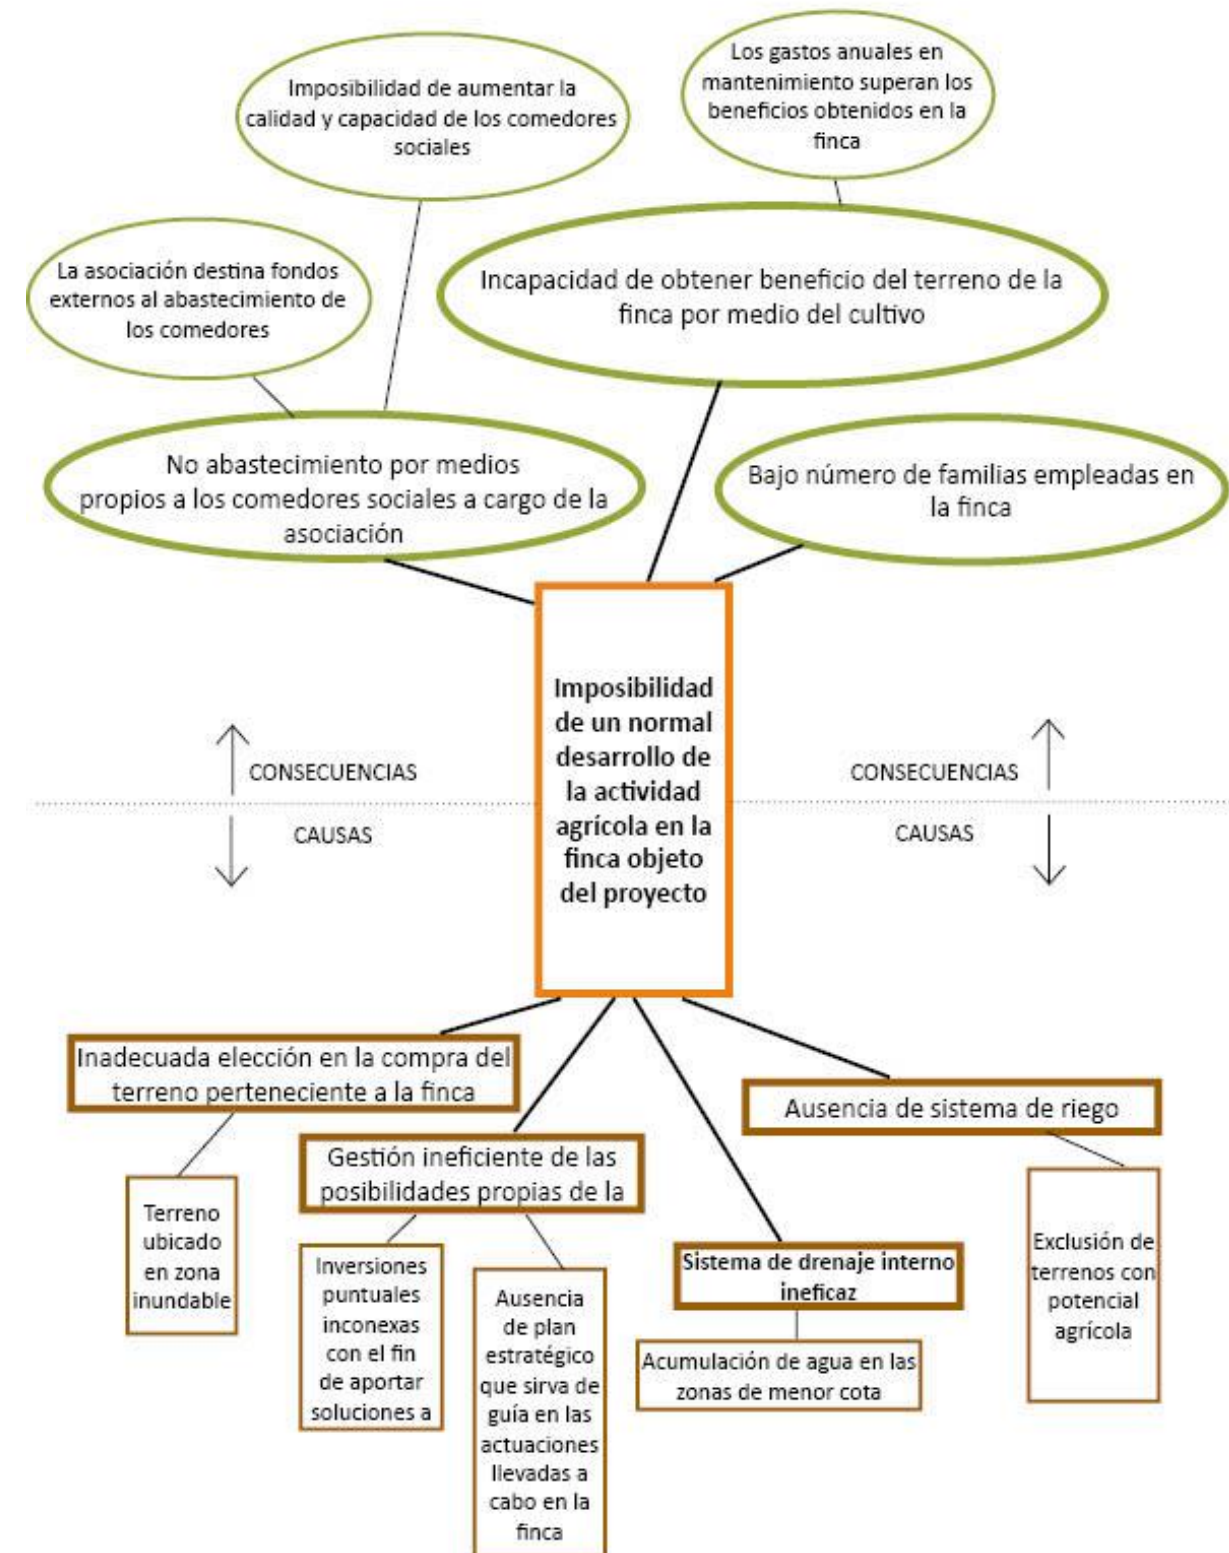 Los gastos anuales en
mantenimiento superan los
beneficios obtenidos en la
finca
Imposibilidad de aumentar la
calidad y capacidad de los comedores
sociales
La asociación destina fondos
externos al abastecimiento de
los comedores
Incapacidad de obtener beneficio del terreno de la
finca por medio del cultivo
No abastecimiento por medios
propios a los comedores sociales a cargo de la
asociación
Bajo número de familias empleadas en
la finca
Imposibilidad
de un normal
desarrollo de
la actividad
agrícola en la
finca objeto
del proyecto
CONSECUENCIAS
CAUSAS
CONSECUENCIAS
CAUSAS
Inadecuada elección en la compra del
terreno perteneciente a la finca
Terreno
ubicado
en zona
inundable
Gestión ineficiente de las
posibilidades propias de la
Inversiones
puntuales
inconexas
con el fin
de aportar
soluciones a
Ausencia
de plan
estratégico
que sirva de
guía en las
actuaciones
llevadas a
cabo en la
finca
Sistema de drenaje interno
ineficaz
Acumulación de agua en las
zonas de menor cota
Ausencia de sistema de riego
Exclusión de
terrenos con
potencial
agrícola